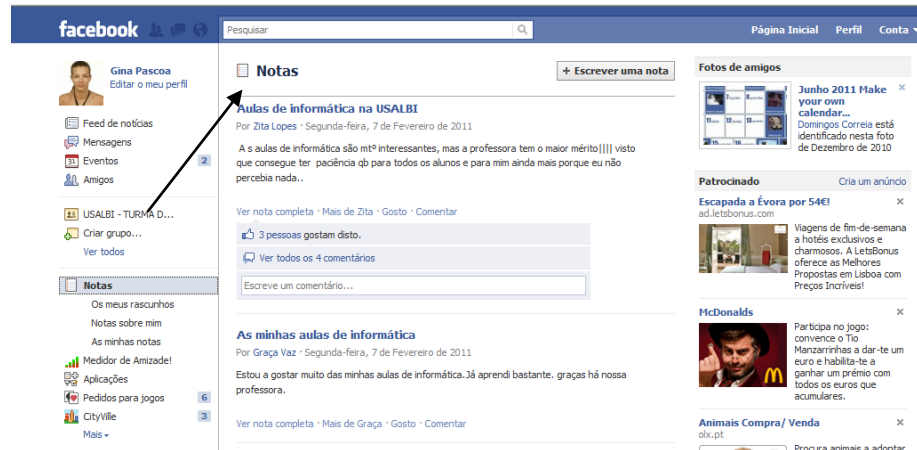 facebook
Pesquisar
Página Inicial Perfil Conta
Gina Pascoa
Editar o meu perfil
Feed de notícias
Mensagens
Eventos 2
Amigos
USALBI - TURMA D...
Criar grupo...
Ver todos
Notas
Os meus rascunhos
Notas sobre mim
As minhas notas
Medidor de Amizade!
Aplicações
Pedidos para jogos 6
CityVille 3
Mais
Notas
+ Escrever uma nota
Aulas de informática na USALBI
Por Zita Lopes · Segunda-feira, 7 de Fevereiro de 2011
A s aulas de informática são mtº interessantes, mas a professora tem o maior mérito|||| visto
que consegue ter paciência qb para todos os alunos e para mim ainda mais porque eu não
percebia nada..
Ver nota completa · Mais de Zita · Gosto · Comentar
3 pessoas gostam disto.
Ver todos os 4 comentários
Escreve um comentário...
As minhas aulas de informática
Por Graça Vaz · Segunda-feira, 7 de Fevereiro de 2011
Estou a gostar muito das minhas aulas de informática.Já aprendi bastante. graças há nossa
professora.
Ver nota completa · Mais de Graça · Gosto · Comentar
Fotos de amigos
Junho 2011 Make
your own
calendar...
Domingos Correia está
identificado nesta foto
de Dezembro de 2010
Patrocinado Cria um anúncio
Escapada a Évora por 54€!
ad.letsbonus.com
Viagens de fim-de-semana
a hotéis exclusivos e
charmosos. A LetsBonus
oferece as Melhores
Propostas em Lisboa com
Preços Incríveis!
McDonalds
Participa no jogo:
convence o Tio
Manzarrinhas a dar-te um
euro e habilita-te a
ganhar um prémio com
todos os euros que
acumulares.
Animais Compra/ Venda
olx.pt
Procura animais a adoptar